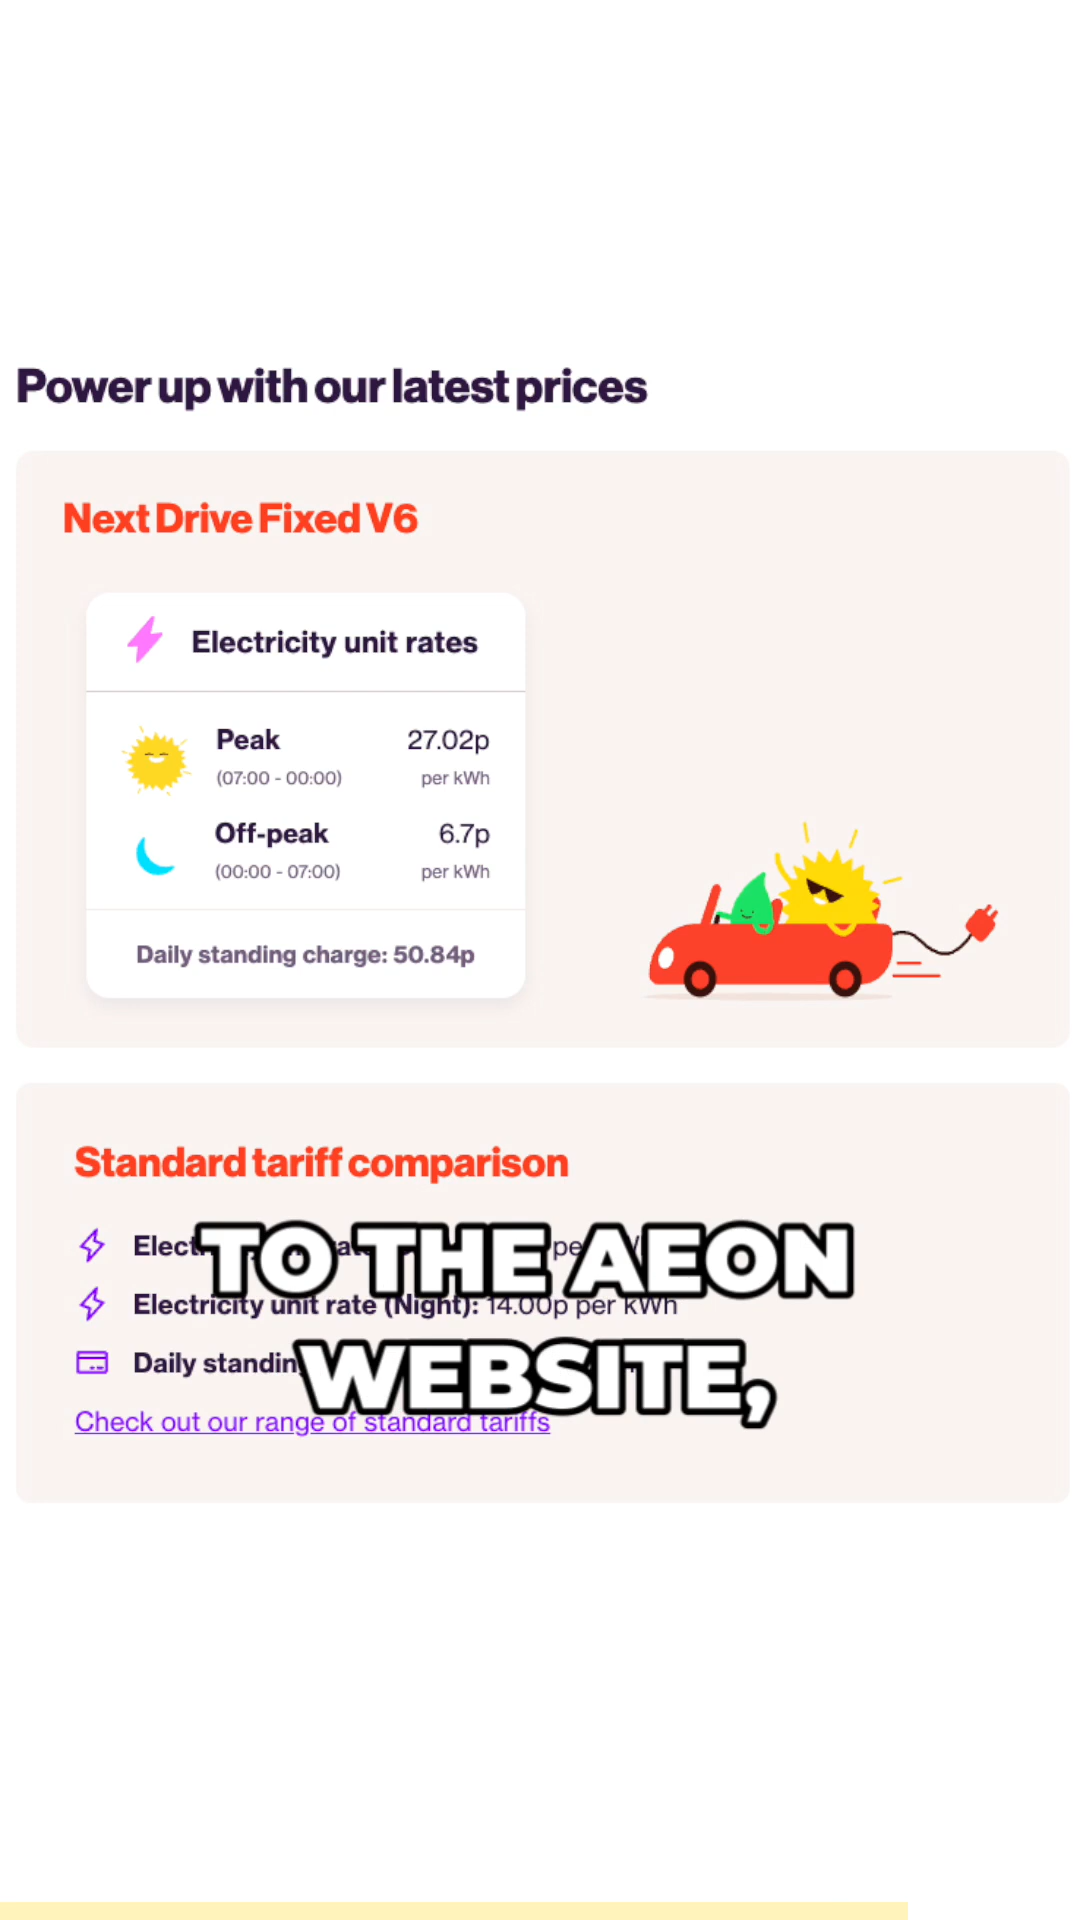 Power up with our latest prices
Next Drive Fixed V6
Electricity unit rates
Peak 27.02p
(07:00 - 00:00) per kWh
Off-peak 6.7p
(00:00 - 07:00) per kWh
Daily standing charge: 50.84p
Standard tariff comparison
TO THE AEON
Electricity unit rate (Night): 14.00p per kWh
Daily
WEBSITE,
Check out our range of standard tariffs